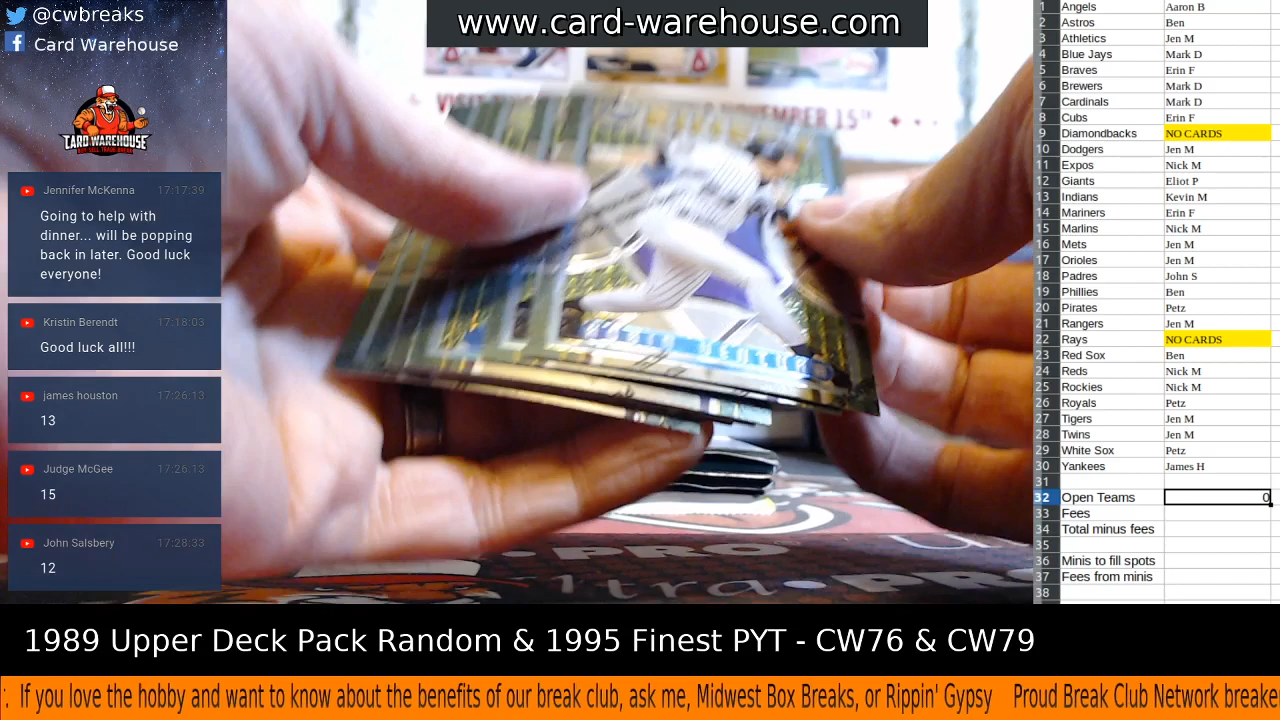 @cwbreaks
Card Warehouse
CARD WAREHOUSE
BUY SELL TRADE BREAK
Jennifer McKenna 17:17:39
Going to help with
dinner... will be popping
back in later. Good luck
everyone!
Kristin Berendt 17:18:03
Good luck all!!!
james houston 17:26:13
13
Judge McGee 17:26:13
15
John Salsbery 17:28:33
12
www.card-warehouse.com
15th
PRO
PRO
1 Angels Aaron B
2 Astros Ben
3 Athletics Jen M
4 Blue Jays Mark D
5 Braves Erin F
6 Brewers Mark D
7 Cardinals Mark D
8 Cubs Erin F
9 Diamondbacks NO CARDS
10 Dodgers Jen M
11 Expos Nick M
12 Giants Eliot P
13 Indians Kevin M
14 Mariners Erin F
15 Marlins Nick M
16 Mets Jen M
17 Orioles Jen M
18 Padres John S
19 Phillies Ben
20 Pirates Petz
21 Rangers Jen M
22 Rays NO CARDS
23 Red Sox Ben
24 Reds Nick M
25 Rockies Nick M
26 Royals Petz
27 Tigers Jen M
28 Twins Jen M
29 White Sox Petz
30 Yankees James H
31
32 Open Teams 0
33 Fees
34 Total minus fees
35
36 Minis to fill spots
37 Fees from minis
38
1989 Upper Deck Pack Random & 1995 Finest PYT - CW76 & CW79
: If you love the hobby and want to know about the benefits of our break club, ask me, Midwest Box Breaks, or Rippin' Gypsy Proud Break Club Network breake